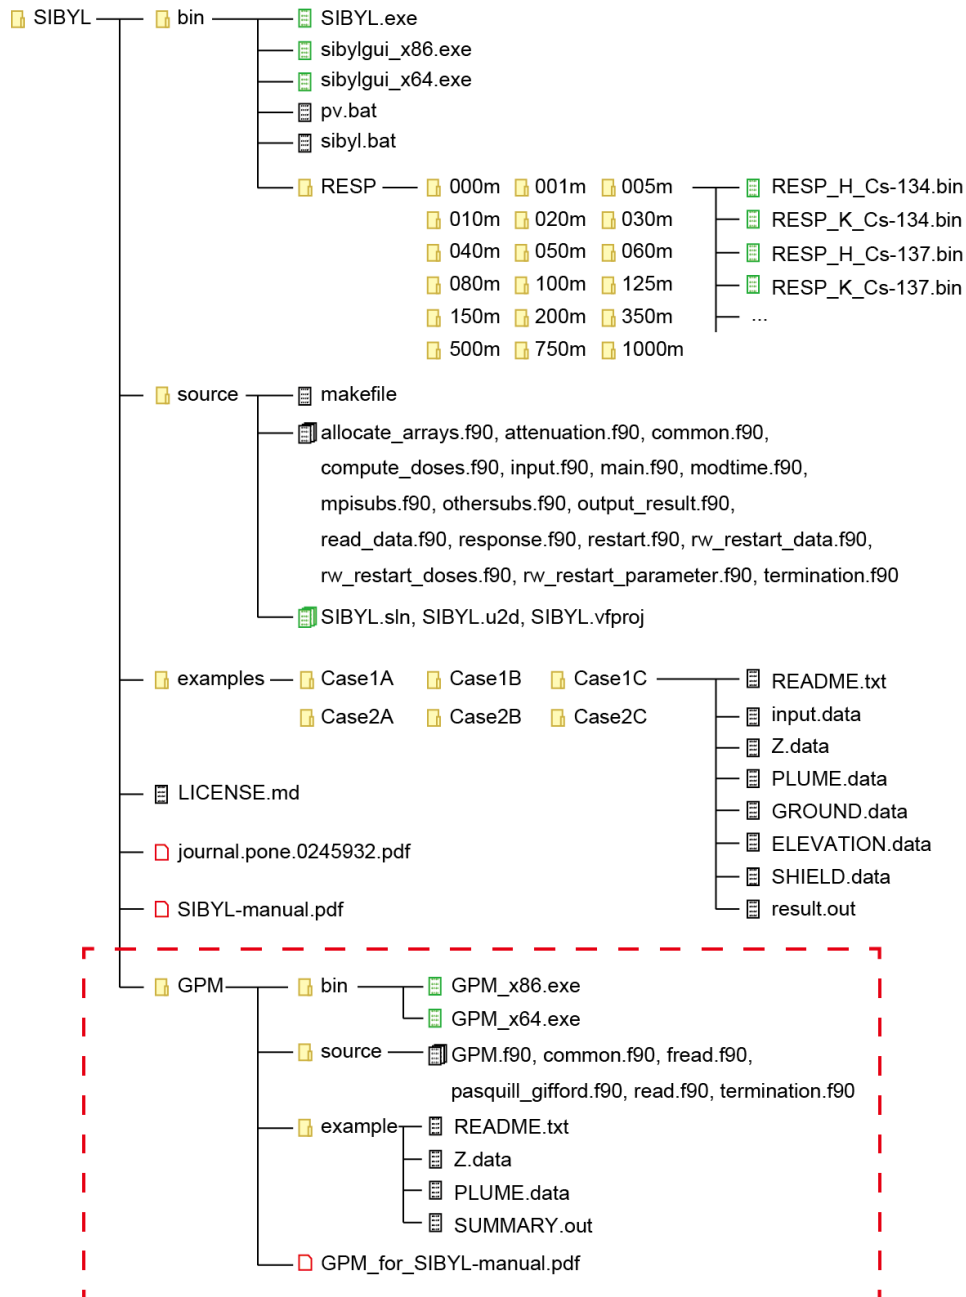 SIBYL
bin
SIBYL.exe
sibylgui_x86.exe
sibylgui_x64.exe
pv.bat
sibyl.bat
RESP
000m 001m 005m
010m 020m 030m
040m 050m 060m
080m 100m 125m
150m 200m 350m
500m 750m 1000m
RESP_H_Cs-134.bin
RESP_K_Cs-134.bin
RESP_H_Cs-137.bin
RESP_K_Cs-137.bin
...
source
makefile
allocate_arrays.f90, attenuation.f90, common.f90,
compute_doses.f90, input.f90, main.f90, modtime.f90,
mpisubs.f90, othersubs.f90, output_result.f90,
read_data.f90, response.f90, restart.f90, rw_restart_data.f90,
rw_restart_doses.f90, rw_restart_parameter.f90, termination.f90
SIBYL.sln, SIBYL.u2d, SIBYL.vfproj
examples
Case1A Case1B Case1C
Case2A Case2B Case2C
README.txt
input.data
Z.data
PLUME.data
GROUND.data
ELEVATION.data
SHIELD.data
result.out
LICENSE.md
journal.pone.0245932.pdf
SIBYL-manual.pdf
GPM
bin
GPM_x86.exe
GPM_x64.exe
source
GPM.f90, common.f90, fread.f90,
pasquill_gifford.f90, read.f90, termination.f90
example
README.txt
Z.data
PLUME.data
SUMMARY.out
GPM_for_SIBYL-manual.pdf